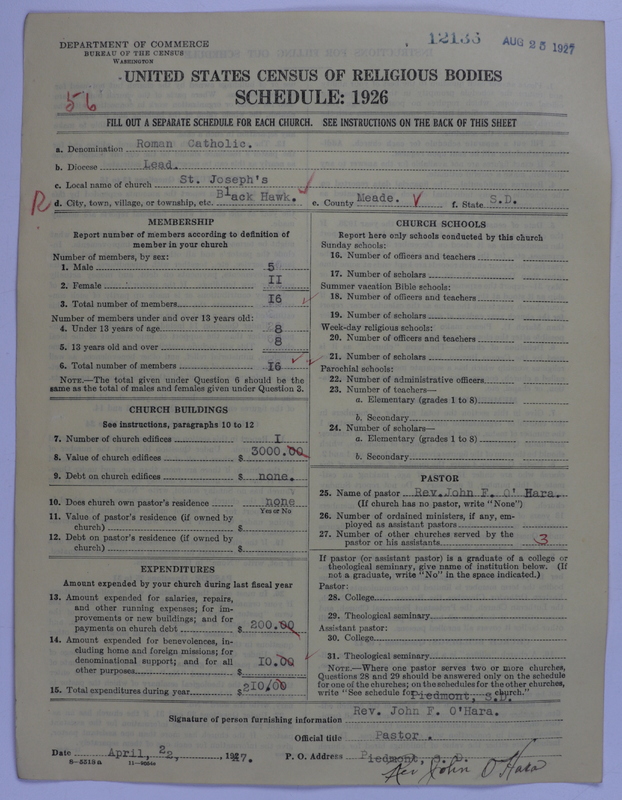 12136 AUG 25 1927
DEPARTMENT OF COMMERCE
BUREAU OF THE CENSUS
WASHINGTON
UNITED STATES CENSUS OF RELIGIOUS BODIES
56
SCHEDULE: 1926
FILL OUT A SEPARATE SCHEDULE FOR EACH CHURCH. SEE INSTRUCTIONS ON THE BACK OF THIS SHEET
a. Denomination Roman Catholic.
b. Diocese Lead.
c. Local name of church St. Joseph's
R d. City, town, village, or township, etc. Black Hawk. e. County Meade. f. State S.D.
MEMBERSHIP
Report number of members according to definition of
member in your church
Number of members, by sex:
1. Male 5
2. Female II
3. Total number of members I6
Number of members under and over 13 years old:
4. Under 13 years of age 8
5. 13 years old and over 8
6. Total number of members I6
NOTE.—The total given under Question 6 should be
same as the total of males and females given under Question 3.
CHURCH BUILDINGS
See instructions, paragraphs 10 to 12
7. Number of church edifices I
8. Value of church edifices $ 3000.00
9. Debt on church edifices $ none.
10. Does church own pastor's residence none
Yes or No
11. Value of pastor's residence (if owned by
church) $
12. Debt on pastor's residence (if owned by
church) $
EXPENDITURES
Amount expended by your church during last fiscal year
13. Amount expended for salaries, repairs,
and other running expenses; for im-
provements or new buildings; and for
payments on church debt $ 200.00
14. Amount expended for benevolences, in-
cluding home and foreign missions; for
denominational support; and for all
other purposes $ I0.00
15. Total expenditures during year $ 210.00
CHURCH SCHOOLS
Report here only schools conducted by this church
Sunday schools:
16. Number of officers and teachers
17. Number of scholars
Summer vacation Bible schools:
18. Number of officers and teachers
19. Number of scholars
Week-day religious schools:
20. Number of officers and teachers
21. Number of scholars
Parochial schools:
22. Number of administrative officers
23. Number of teachers—
a. Elementary (grades 1 to 8)
b. Secondary
24. Number of scholars—
a. Elementary (grades 1 to 8)
b. Secondary
PASTOR
25. Name of pastor Rev.John F. O' Hara.
(If church has no pastor, write "None")
26. Number of ordained ministers, if any, em-
ployed as assistant pastors
27. Number of other churches served by the
pastor or his assistants 3
If pastor (or assistant pastor) is a graduate of a college or
theological seminary, give name of institution below. (If
not a graduate, write "No" in the space indicated.)
Pastor:
28. College
29. Theological seminary
Assistant pastor:
30. College
31. Theological seminary
NOTE.—Where one pastor serves two or more churches,
Questions 28 and 29 should be answered only on the schedule
for one of the churches; on the schedules for the other churches,
write "See schedule for Piedmont, S.D. church."
Signature of person furnishing information Rev. John F. O'Hara.
Official title Pastor .
Date April, 22, 1927. P. O. Address Piedmont, S. D.
8-5319a
Rev John O'Hara